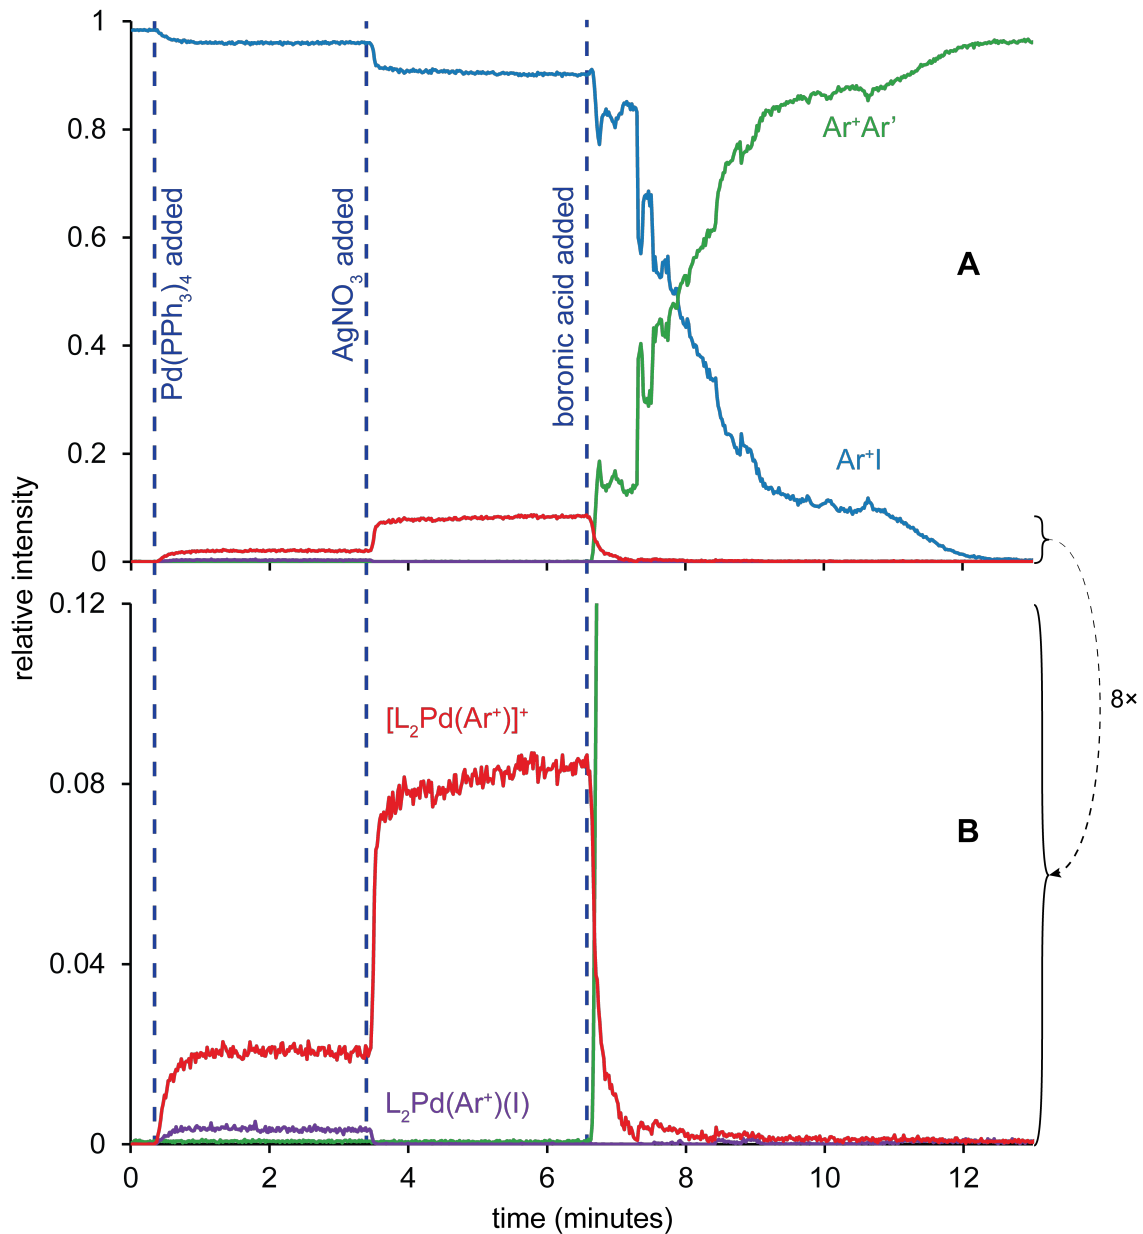 1
0.8
0.6
0.4
0.2
0
relative intensity
Pd(PPh₃)₄ added
AgNO₃ added
boronic acid added
Ar⁺Ar’
A
Ar⁺I
0.12
0.08
0.04
0
[L₂Pd(Ar⁺)]⁺
8×
B
L₂Pd(Ar⁺)(I)
0 2 4 6 8 10 12
time (minutes)